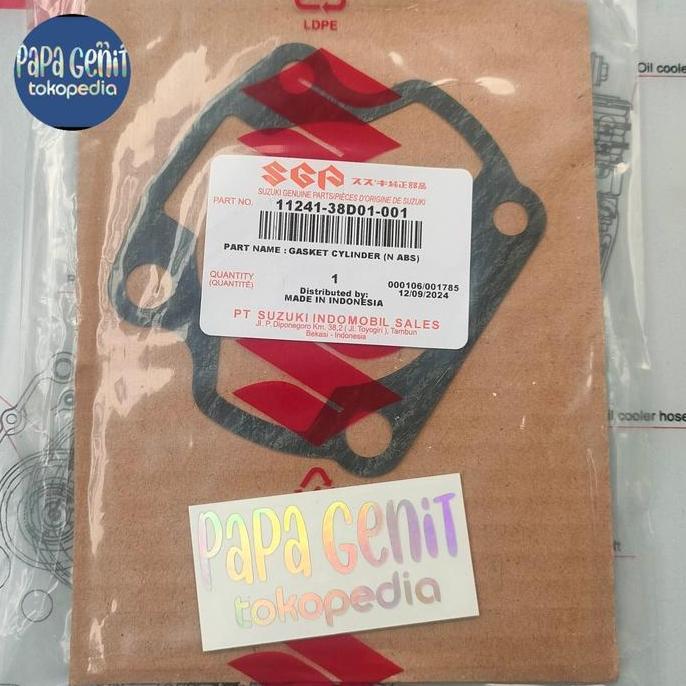 PAPA GENIT
tokopedia
LDPE
Oil cooler
SGP スズキ純正部品
SUZUKI GENUINE PARTS/PIÈCES D'ORIGINE DE SUZUKI
PART NO. 11241-38D01-001
PART NAME : GASKET CYLINDER (N ABS)
QUANTITY 1 000106/001785
(QUANTITÉ) Distributed by: 12/09/2024
MADE IN INDONESIA
PT SUZUKI INDOMOBIL SALES
Jl. P. Diponegoro Km. 38,2 ( Jl. Toyogiri ), Tambun
Bekasi - Indonesia
il cooler hose
PAPA GENIT
tokopedia